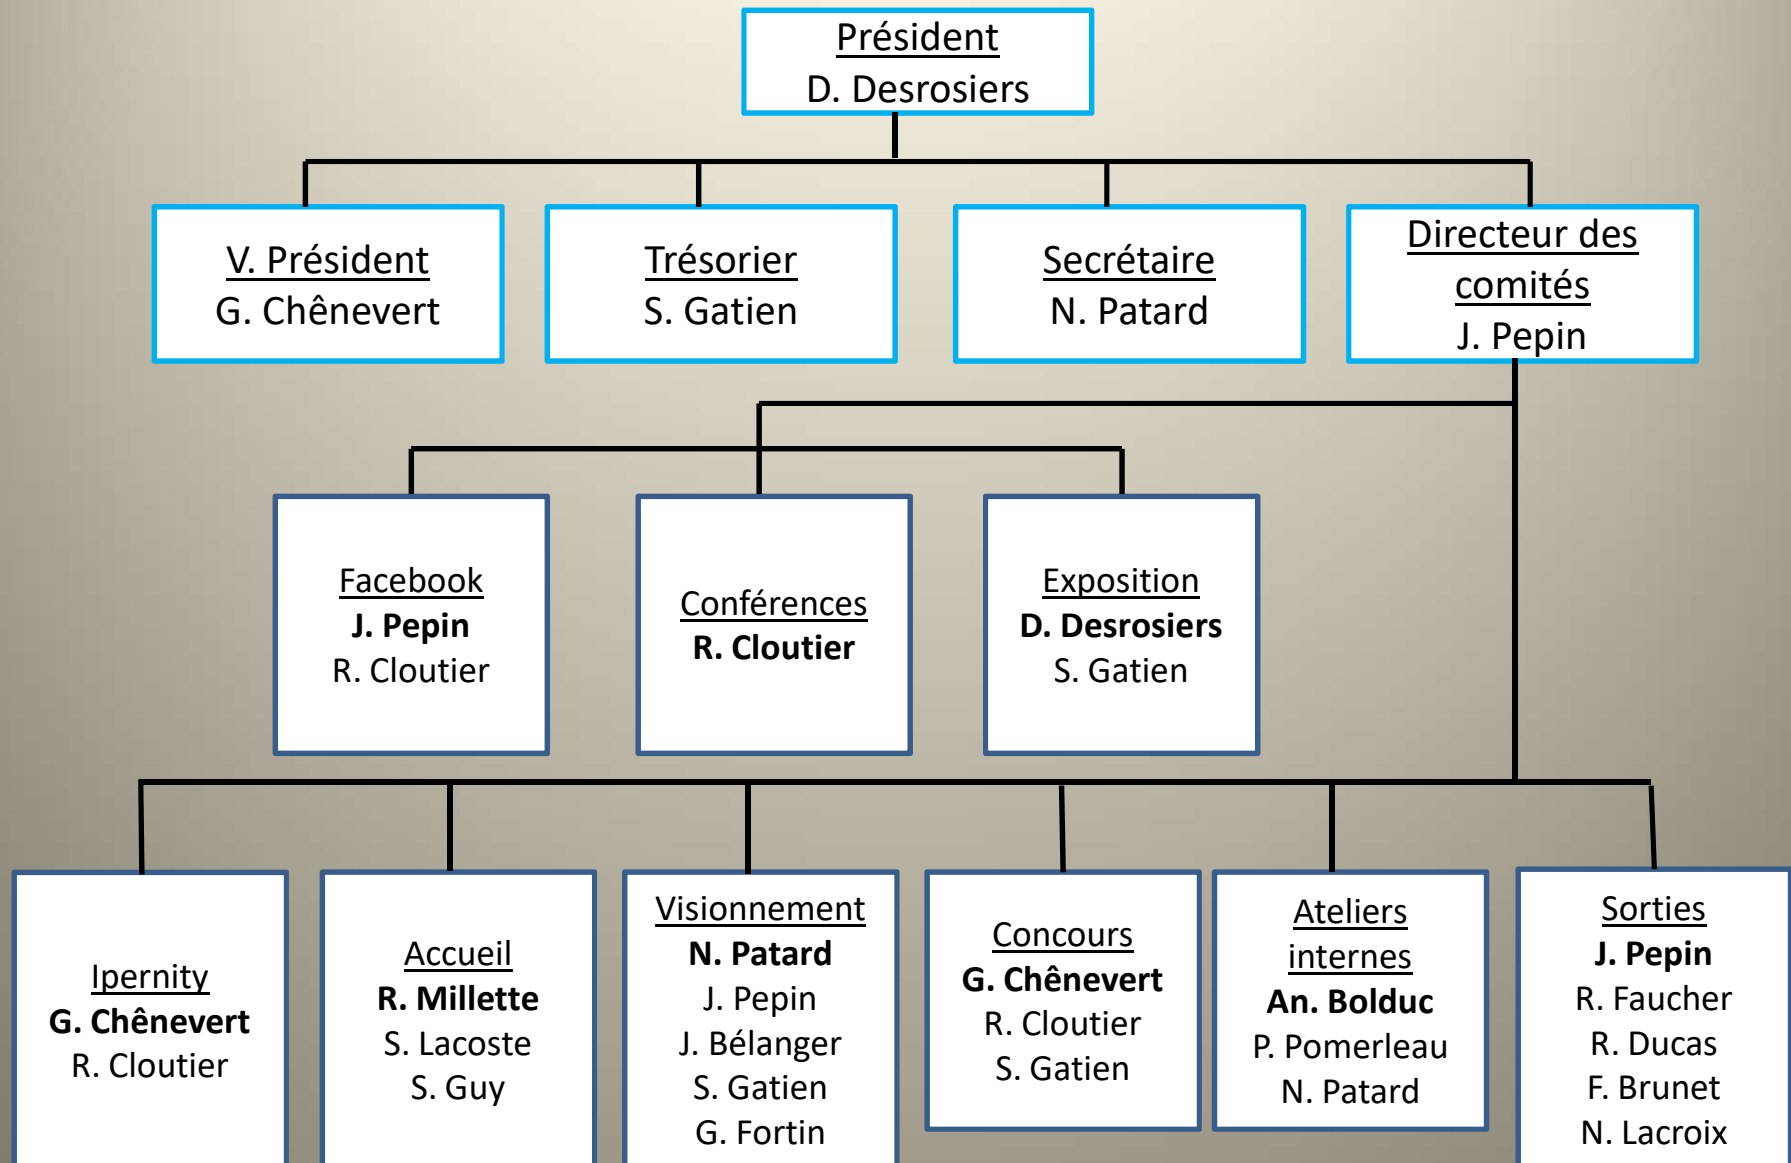 Président
D. Desrosiers
V. Président
G. Chênevert
Trésorier
S. Gatien
Secrétaire
N. Patard
Directeur des
comités
J. Pepin
Facebook
J. Pepin
R. Cloutier
Conférences
R. Cloutier
Exposition
D. Desrosiers
S. Gatien
Ipernity
G. Chênevert
R. Cloutier
Accueil
R. Millette
S. Lacoste
S. Guy
Visionnement
N. Patard
J. Pepin
J. Bélanger
S. Gatien
G. Fortin
Concours
G. Chênevert
R. Cloutier
S. Gatien
Ateliers
internes
An. Bolduc
P. Pomerleau
N. Patard
Sorties
J. Pepin
R. Faucher
R. Ducas
F. Brunet
N. Lacroix